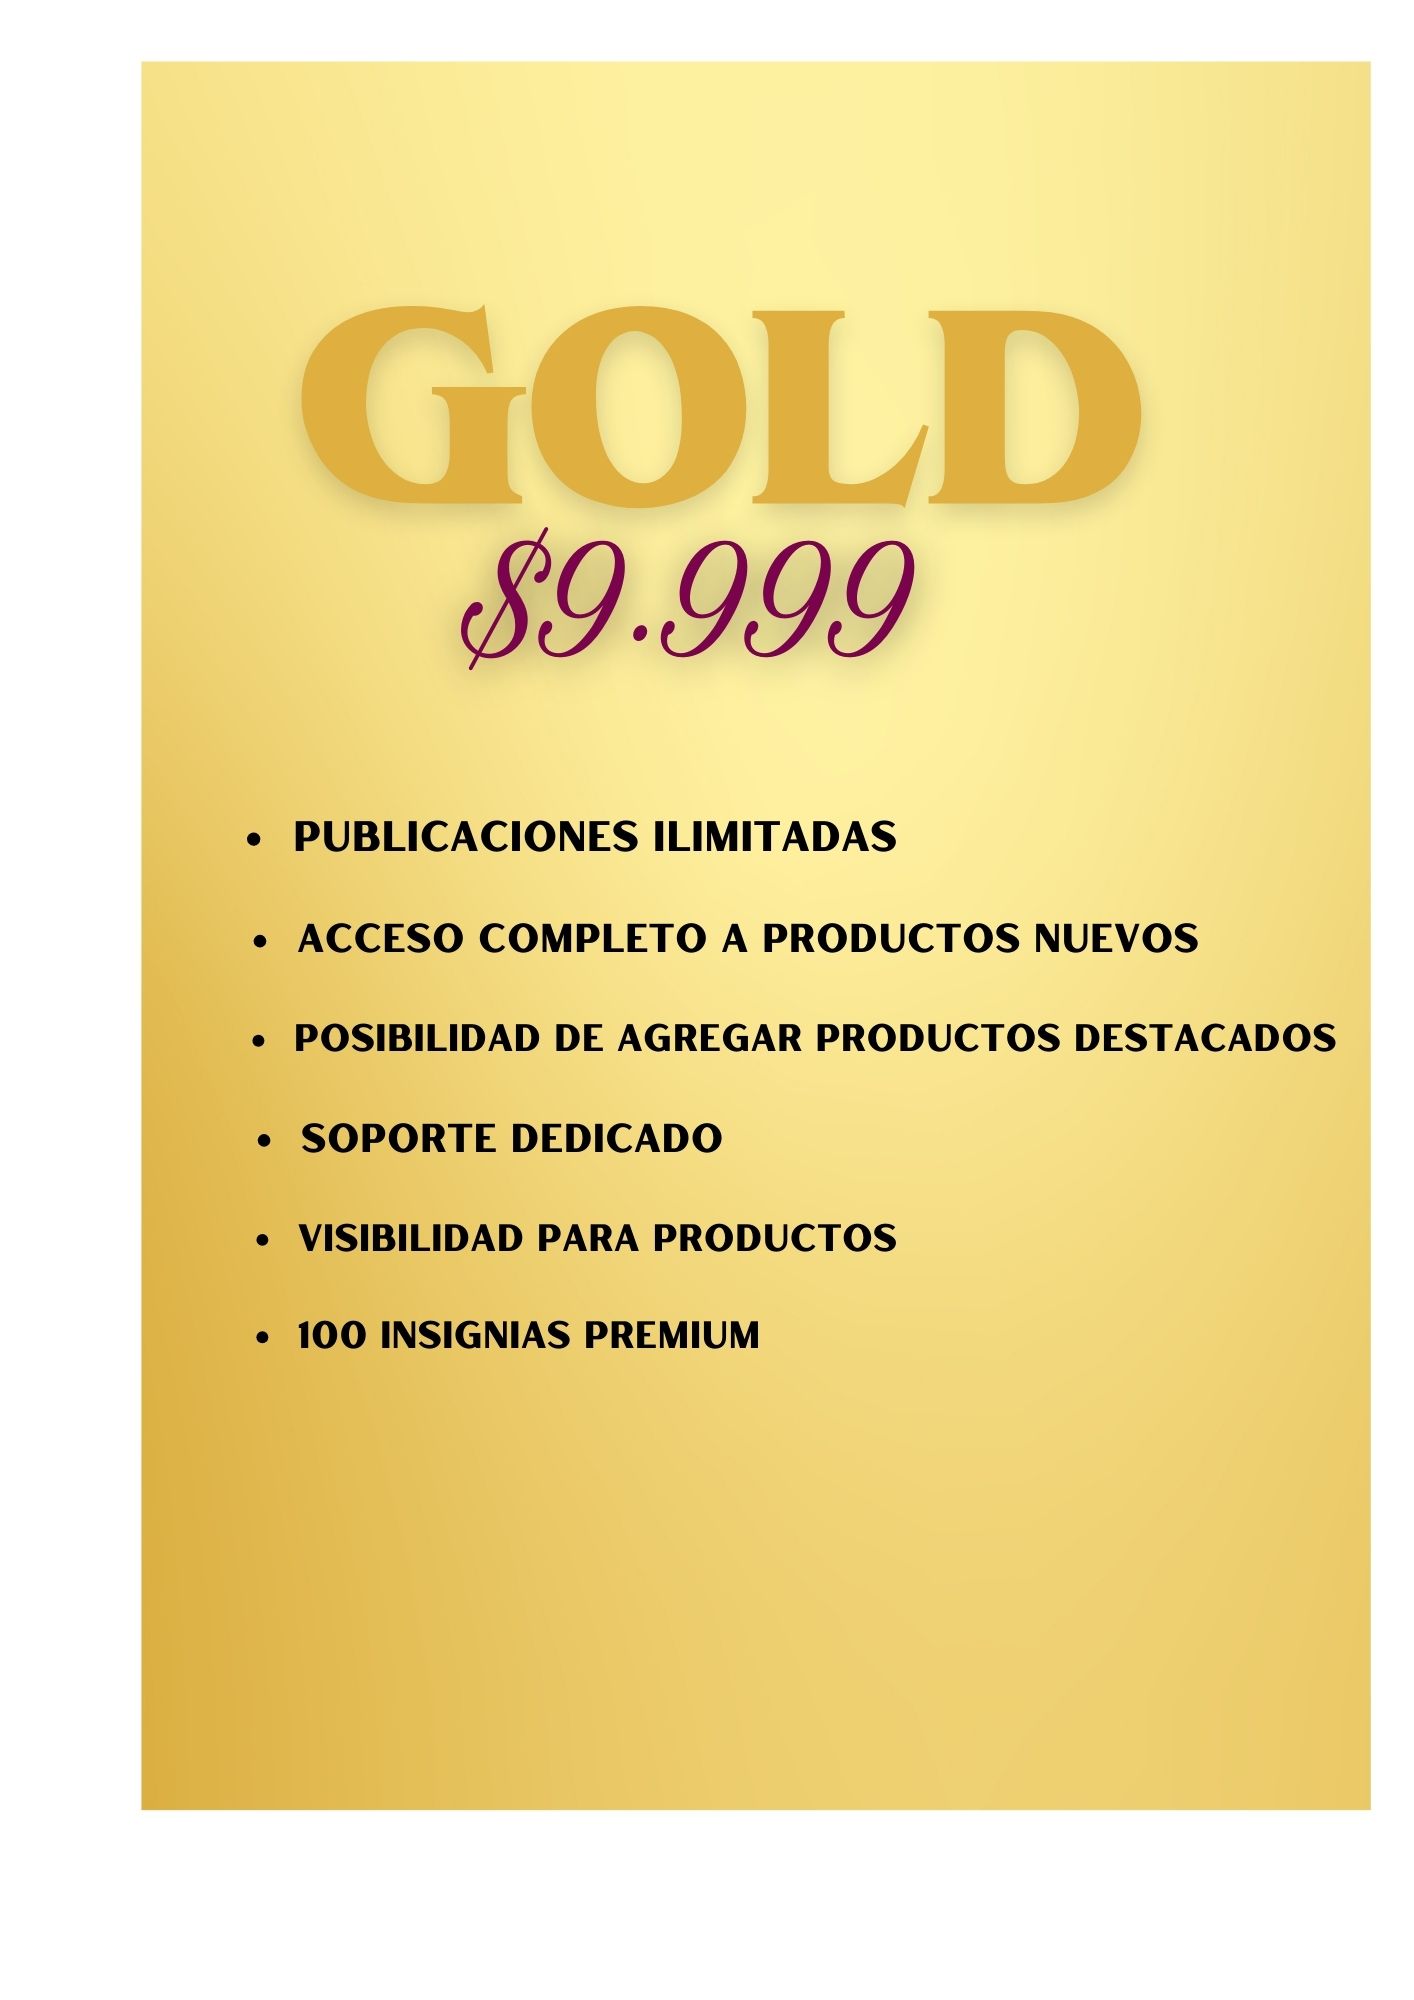 GOLD
$9.999
• PUBLICACIONES ILIMITADAS
• ACCESO COMPLETO A PRODUCTOS NUEVOS
• POSIBILIDAD DE AGREGAR PRODUCTOS DESTACADOS
• SOPORTE DEDICADO
• VISIBILIDAD PARA PRODUCTOS
• 100 INSIGNIAS PREMIUM